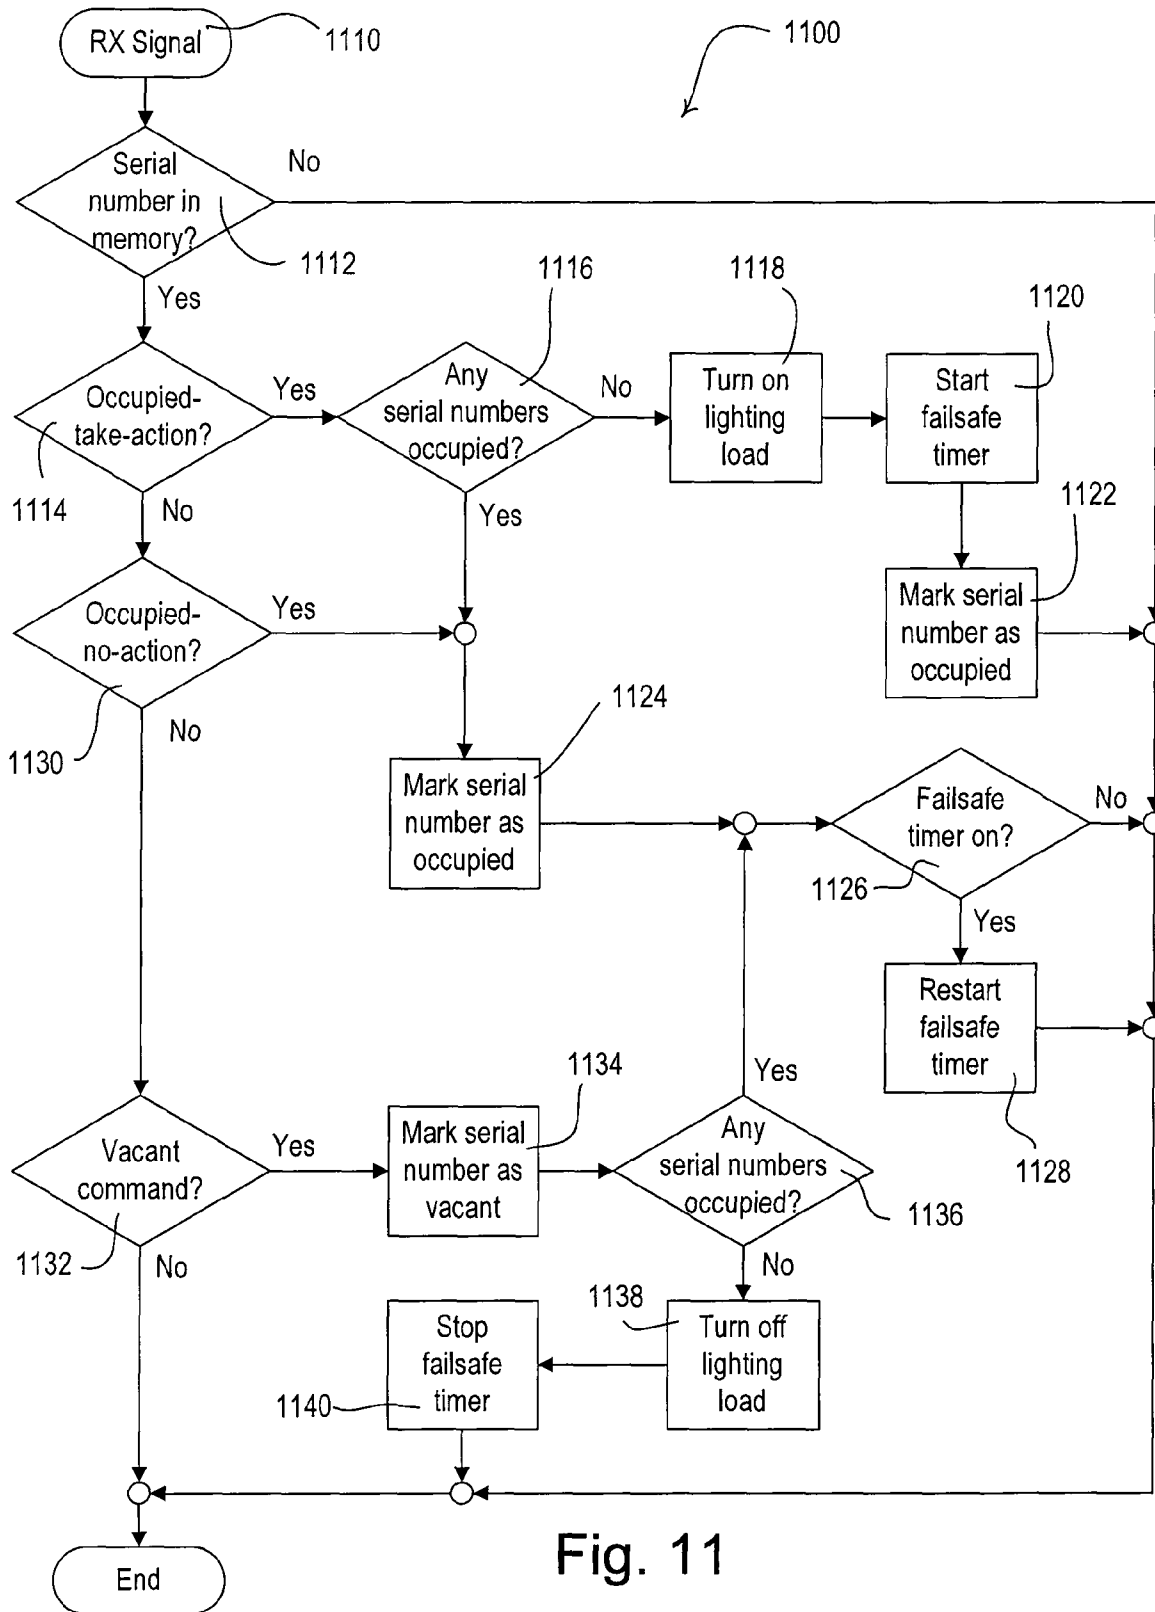 RX Signal
1110
1100
Serial
number in
memory?
No
1112
Yes
1116
1118
1120
Occupied-
take-action?
Yes
Any
serial numbers
occupied?
No
Turn on
lighting
load
Start
failsafe
timer
1114
No
Yes
1122
Mark serial
number as
occupied
Occupied-
no-action?
Yes
1130
No
1124
Mark serial
number as
occupied
Failsafe
timer on?
No
1126
Yes
Restart
failsafe
timer
1128
Vacant
command?
Yes
1134
Mark serial
number as
vacant
Yes
Any
serial numbers
occupied?
1136
1132
No
No
1138
Turn off
lighting
load
Stop
failsafe
timer
1140
End
Fig. 11